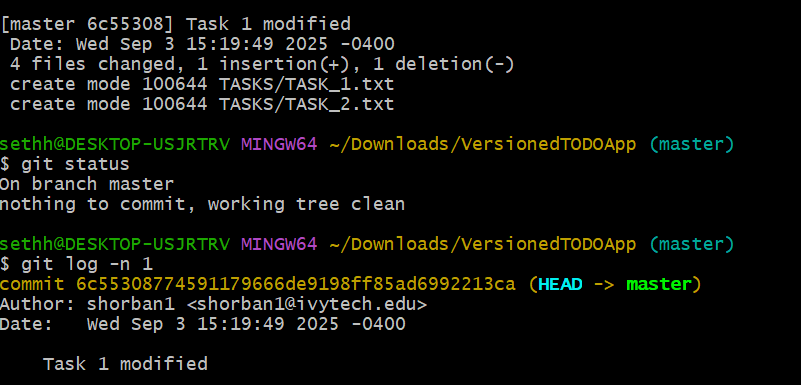 [master 6c55308] Task 1 modified
 Date: Wed Sep 3 15:19:49 2025 -0400
 4 files changed, 1 insertion(+), 1 deletion(-)
 create mode 100644 TASKS/TASK_1.txt
 create mode 100644 TASKS/TASK_2.txt
sethh@DESKTOP-USJRTRV MINGW64 ~/Downloads/VersionedTODOApp (master)
$ git status
On branch master
nothing to commit, working tree clean
sethh@DESKTOP-USJRTRV MINGW64 ~/Downloads/VersionedTODOApp (master)
$ git log -n 1
commit 6c55308774591179666de9198ff85ad6992213ca (HEAD -> master)
Author: shorban1 <shorban1@ivytech.edu>
Date:   Wed Sep 3 15:19:49 2025 -0400
    Task 1 modified